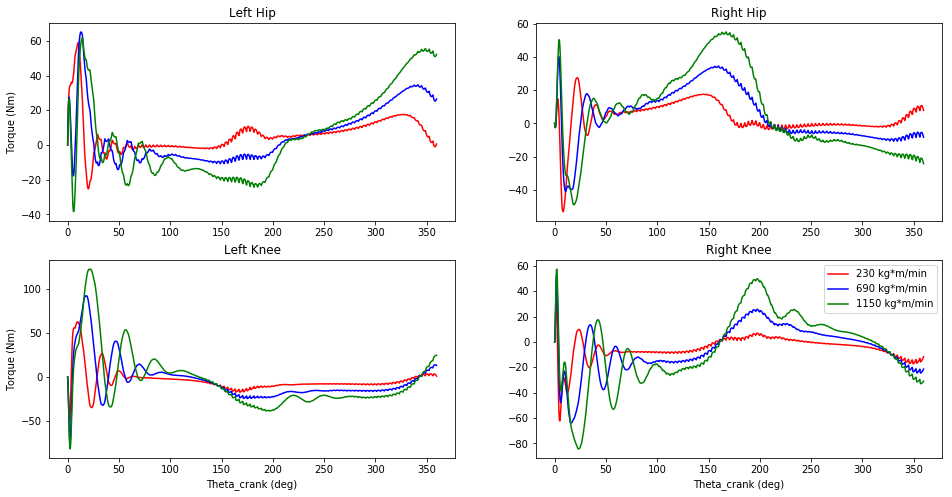 Left Hip
Torque (Nm)
60
40
20
0
−20
−40
0 50 100 150 200 250 300 350
Right Hip
60
40
20
0
−20
−40
0 50 100 150 200 250 300 350
Left Knee
Torque (Nm)
100
50
0
−50
0 50 100 150 200 250 300 350
Theta_crank (deg)
Right Knee
60
40
20
0
−20
−40
−60
−80
230 kg*m/min
690 kg*m/min
1150 kg*m/min
0 50 100 150 200 250 300 350
Theta_crank (deg)